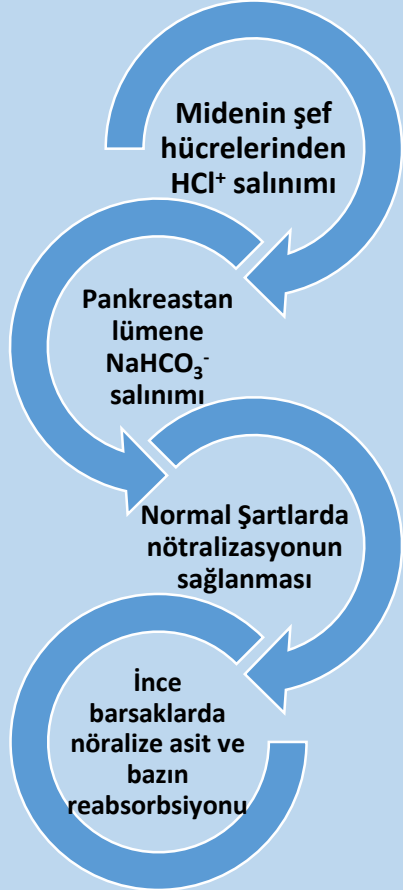 Midenin şef
hücrelerinden
HCl⁺ salınımı
Pankreastan
lümene
NaHCO₃⁻
salınımı
Normal Şartlarda
nötralizasyonun
sağlanması
İnce
barsaklarda
nöralize asit ve
bazın
reabsorbsiyonu